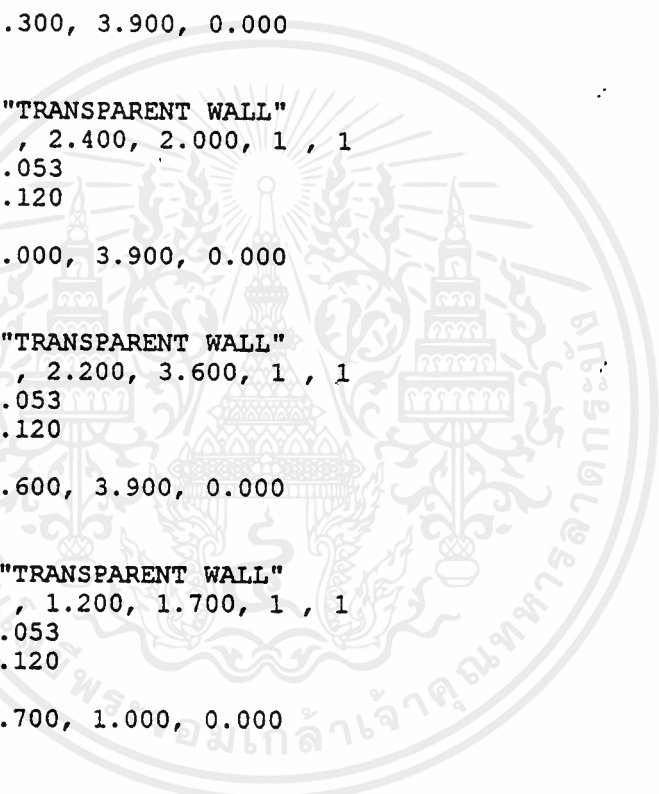 .300, 3.900, 0.000
"TRANSPARENT WALL"
, 2.400, 2.000, 1 , 1
.053
.120
.000, 3.900, 0.000
"TRANSPARENT WALL"
, 2.200, 3.600, 1 , 1
.053
.120
.600, 3.900, 0.000
"TRANSPARENT WALL"
, 1.200, 1.700, 1 , 1
.053
.120
.700, 1.000, 0.000